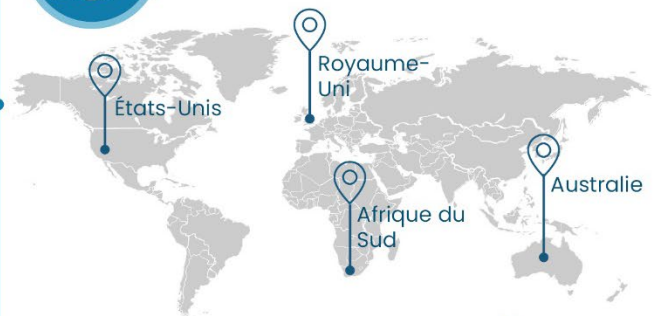 Royaume-
Uni
États-Unis
Australie
Afrique du
Sud